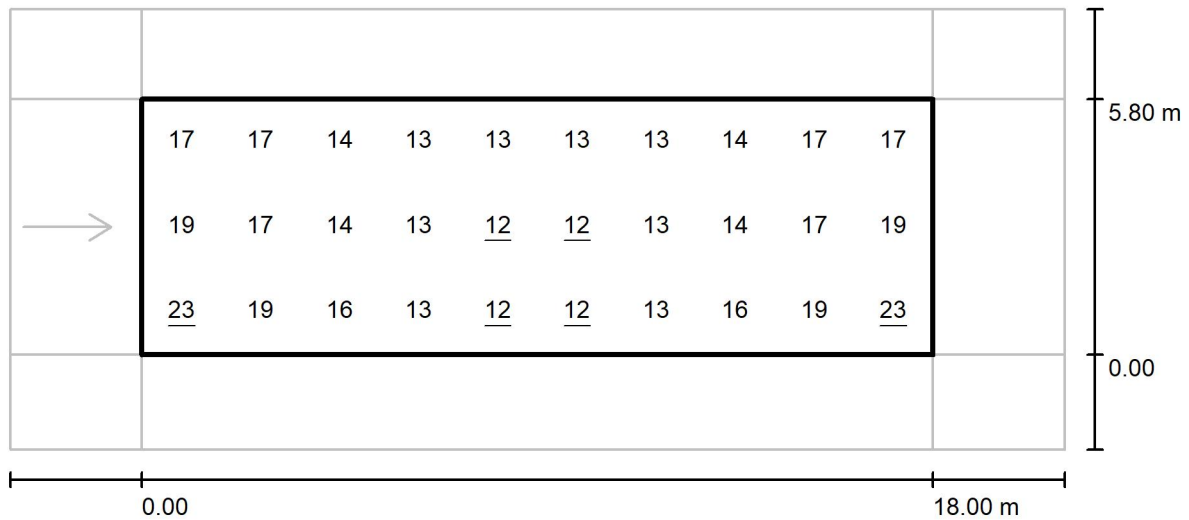 17 17 14 13 13 13 13 14 17 17
5.80 m
19 17 14 13 12 12 13 14 17 19
23 19 16 13 12 12 13 16 19 23
0.00
0.00 18.00 m